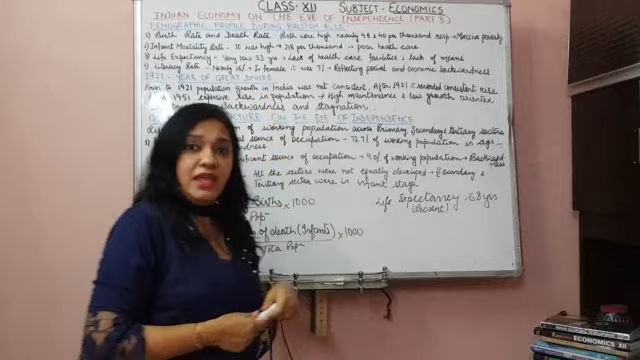 CLASS XII SUBJECT- ECONOMICS
INDIAN ECONOMY ON THE EVE OF INDEPENDENCE (PART 3)
DEMOGRAPHIC PROFILE DURING BRITISH RULE
1) Birth Rate and Death Rate - Both were high nearly 48 & 40 per thousand resp → Massive poverty
2) Infant Mortality Rate - It was high → 218 per thousand → poor health care
3) Life Expectancy - Very low 32 yrs → Lack of health care facilities & lack of means
4) Literacy Rate - Nearly 16% → In female it was 7% → Reflecting social and economic backwardness
1921 - YEAR OF GREAT DIVIDE
Prior to 1921 population growth in India was not consistent. After 1921 it recorded consistent rise
1951 in population → High maintenance & low growth oriented
Backwardness and stagnation.
ON THE EVE OF INDEPENDENCE
of working population across Primary Secondary & tertiary sectors
source of occupation - 72.7% of working population in agri-
source of occupation → 9.0% of working population → Backwardness
All the sectors were not equally developed → Secondary &
Tertiary sector were in infant stage
Births × 1000
Popⁿ
Life Expectancy - 68 yrs
(Present)
of death (Infants) × 1000
Popⁿ
ECONOMICS XII